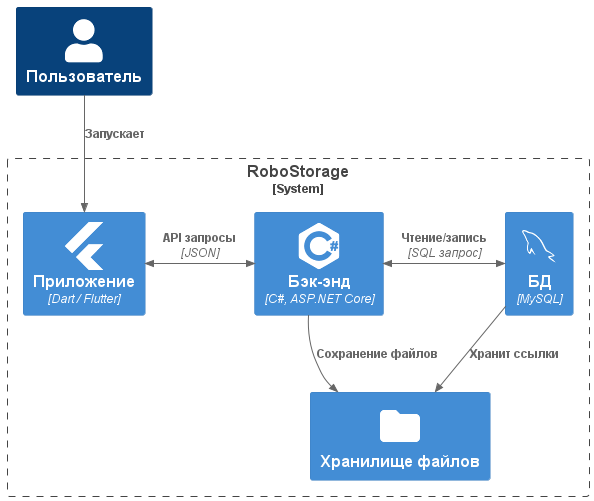 Пользователь
Запускает
RoboStorage
[System]
Приложение
[Dart / Flutter]
API запросы
[JSON]
C#
Бэк-энд
[C#, ASP.NET Core]
Чтение/запись
[SQL запрос]
БД
[MySQL]
Сохранение файлов
Хранит ссылки
Хранилище файлов